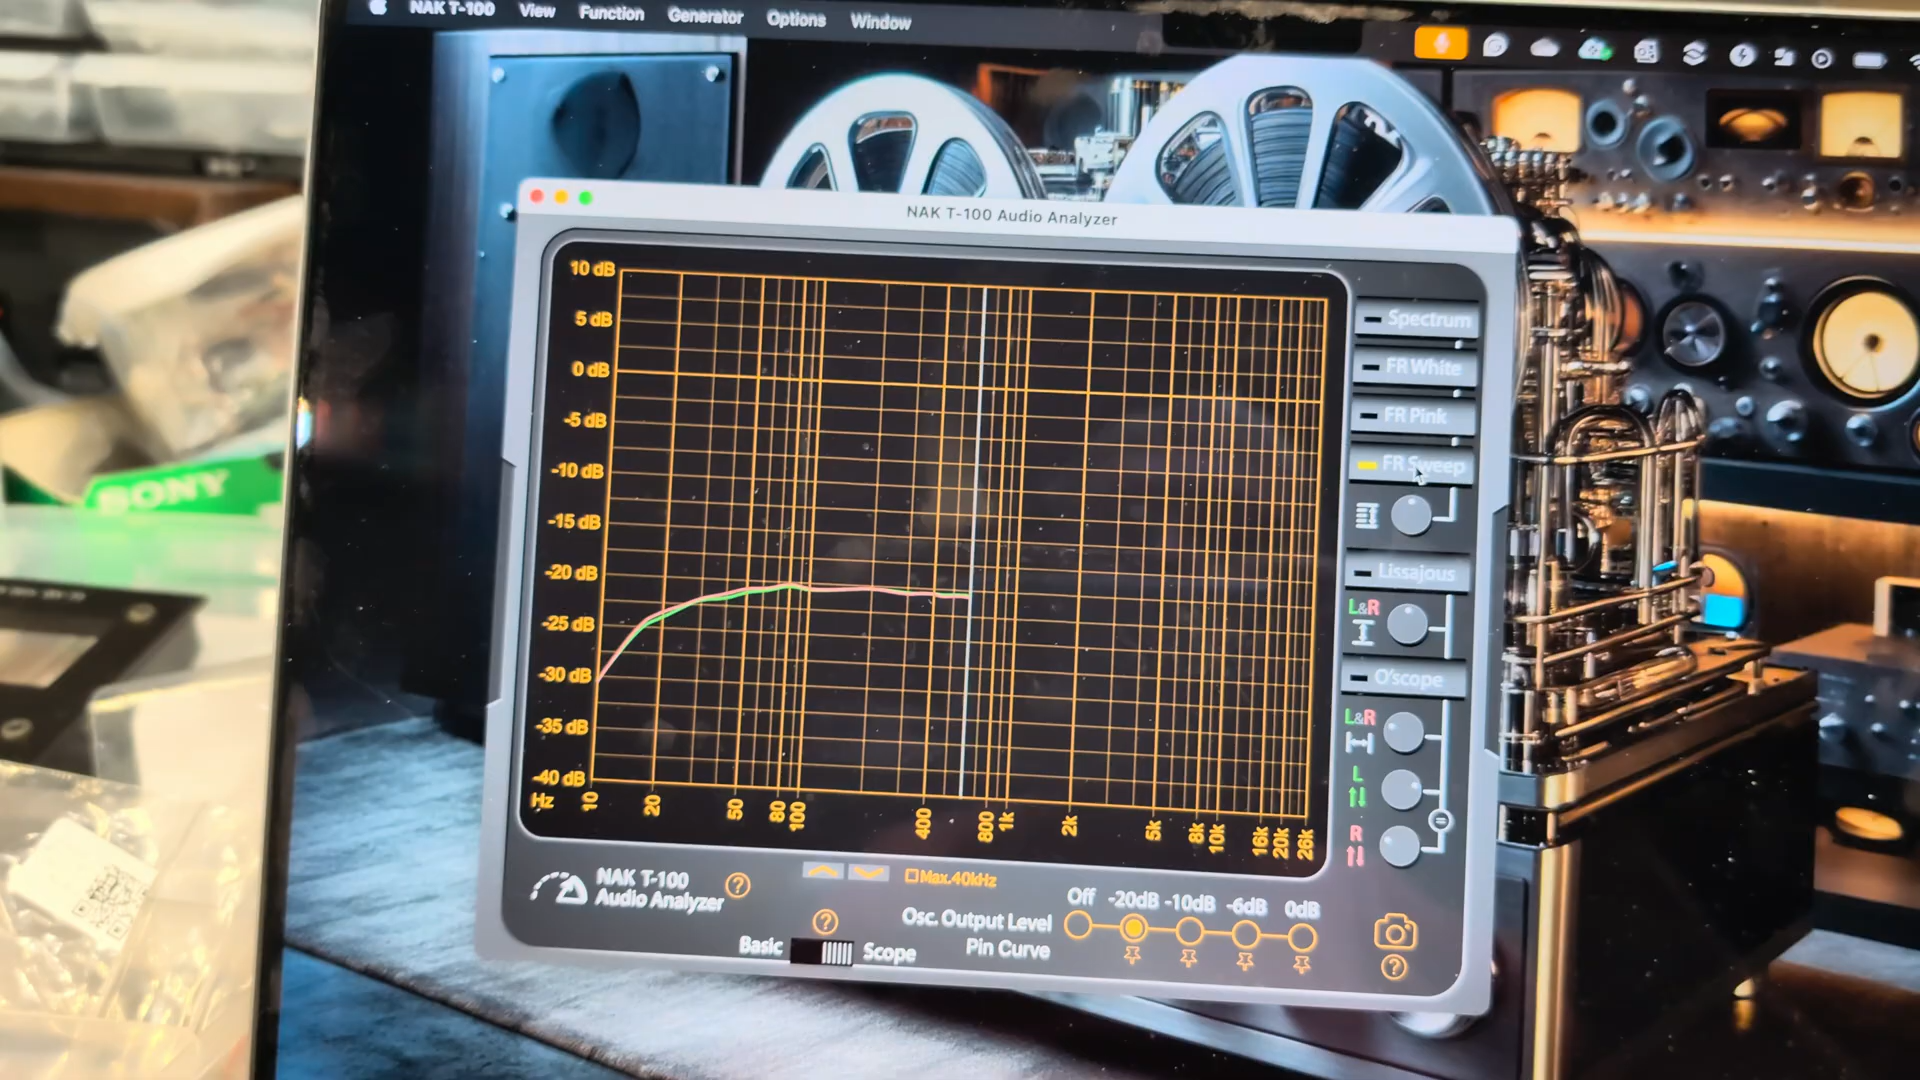 NAK T-100 View Function Generator Options Window
NAK T-100 Audio Analyzer
10 dB
5 dB
0 dB
-5 dB
-10 dB
-15 dB
-20 dB
-25 dB
-30 dB
-35 dB
-40 dB
Hz 10 20 50 80 100 400 800 1k 2k 5k 8k 10k 16k 20k 26k
Spectrum
FR White
FR Pink
FR Sweep
Lissajous
L&R
O'scope
L&R
L
R
NAK T-100
Audio Analyzer
?
Max.40kHz
?
Basic Scope
Off -20dB -10dB -6dB 0dB
Osc. Output Level
Pin Curve
?
SONY